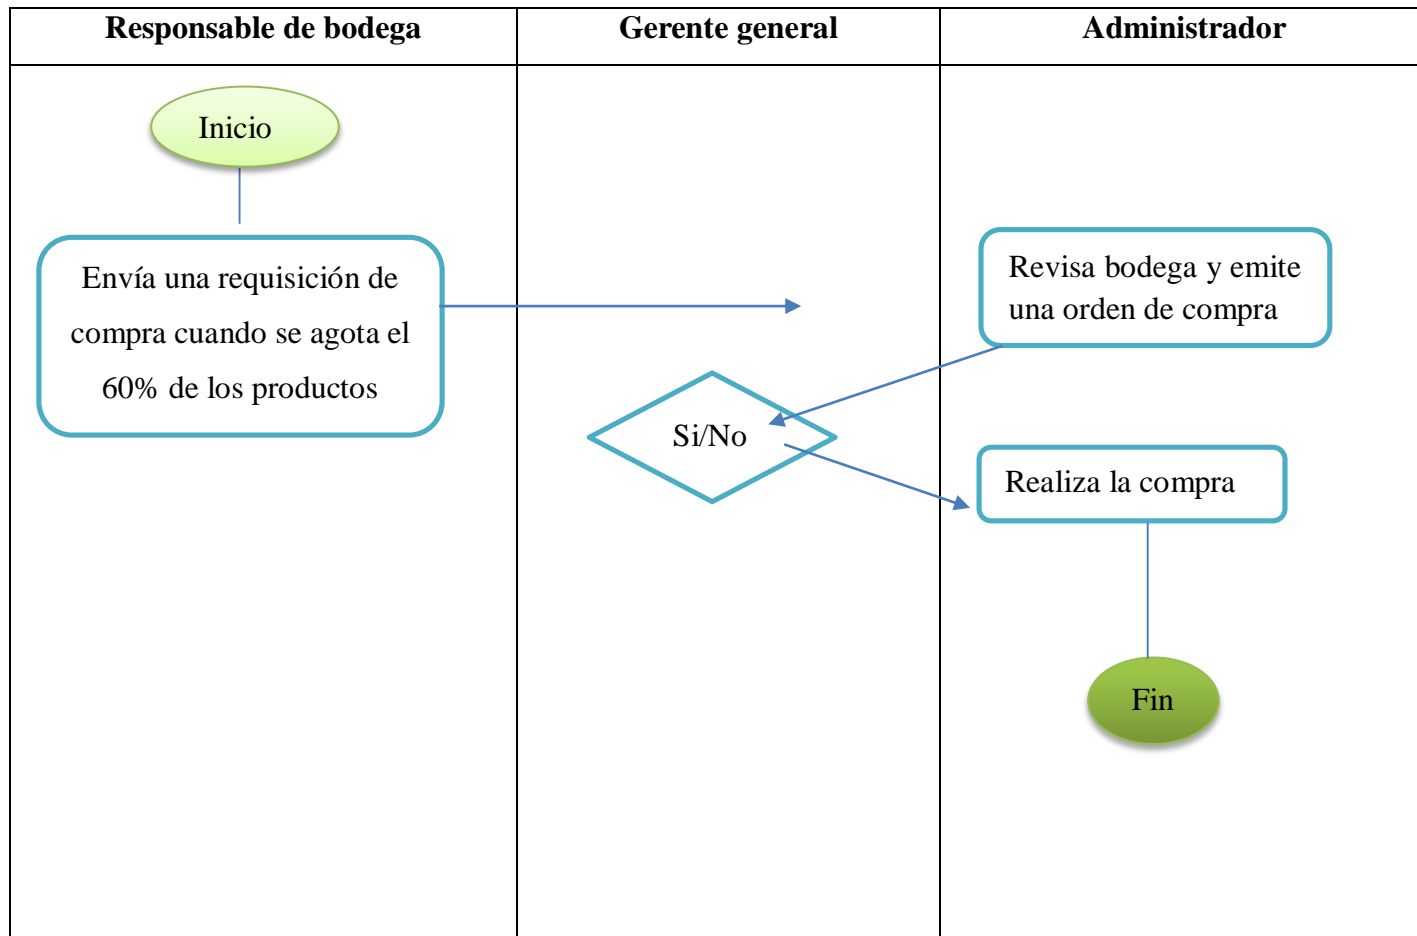 Responsable de bodega
Gerente general
Administrador
Inicio
Envía una requisición de
compra cuando se agota el
60% de los productos
Revisa bodega y emite
una orden de compra
Si/No
Realiza la compra
Fin